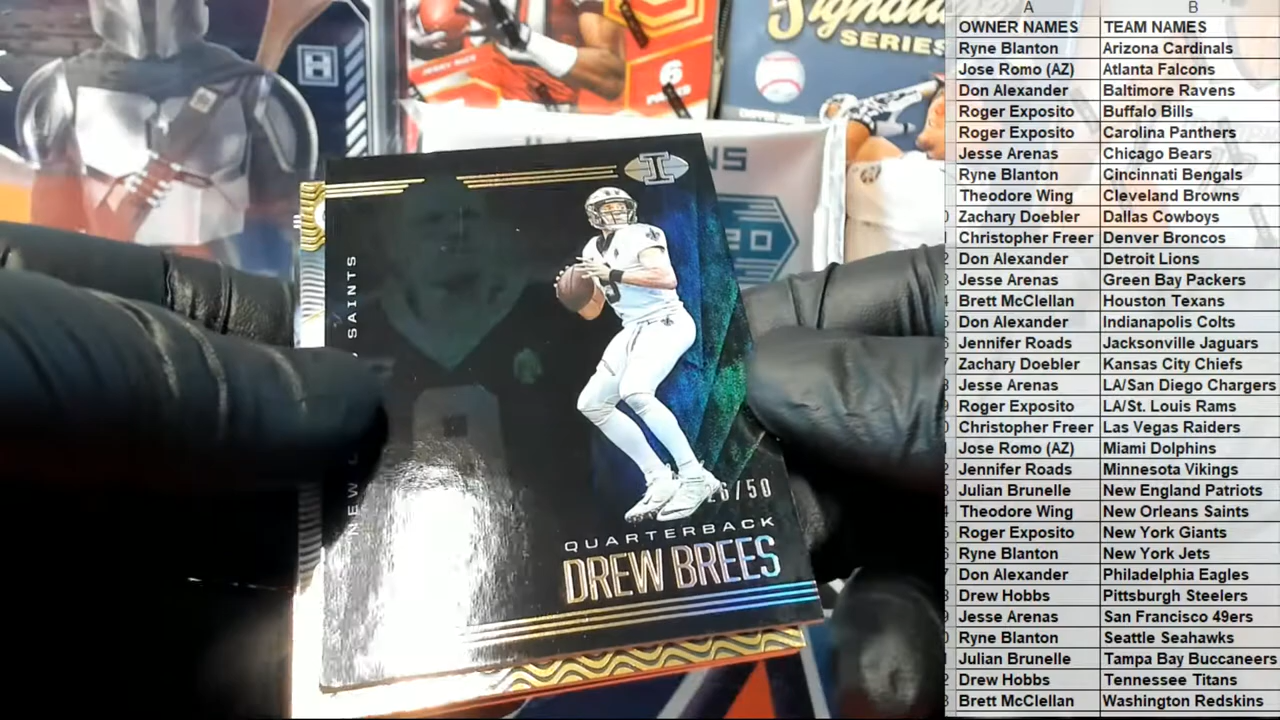 A B
OWNER NAMES TEAM NAMES
Ryne Blanton Arizona Cardinals
Jose Romo (AZ) Atlanta Falcons
Don Alexander Baltimore Ravens
Roger Exposito Buffalo Bills
Roger Exposito Carolina Panthers
Jesse Arenas Chicago Bears
Ryne Blanton Cincinnati Bengals
Theodore Wing Cleveland Browns
Zachary Doebler Dallas Cowboys
Christopher Freer Denver Broncos
Don Alexander Detroit Lions
Jesse Arenas Green Bay Packers
Brett McClellan Houston Texans
Don Alexander Indianapolis Colts
Jennifer Roads Jacksonville Jaguars
Zachary Doebler Kansas City Chiefs
Jesse Arenas LA/San Diego Chargers
Roger Exposito LA/St. Louis Rams
Christopher Freer Las Vegas Raiders
Jose Romo (AZ) Miami Dolphins
Jennifer Roads Minnesota Vikings
Julian Brunelle New England Patriots
Theodore Wing New Orleans Saints
Roger Exposito New York Giants
Ryne Blanton New York Jets
Don Alexander Philadelphia Eagles
Drew Hobbs Pittsburgh Steelers
Jesse Arenas San Francisco 49ers
Ryne Blanton Seattle Seahawks
Julian Brunelle Tampa Bay Buccaneers
Drew Hobbs Tennessee Titans
Brett McClellan Washington Redskins
SERIES
6
I
NEW SAINTS
/50
QUARTERBACK
DREW BREES